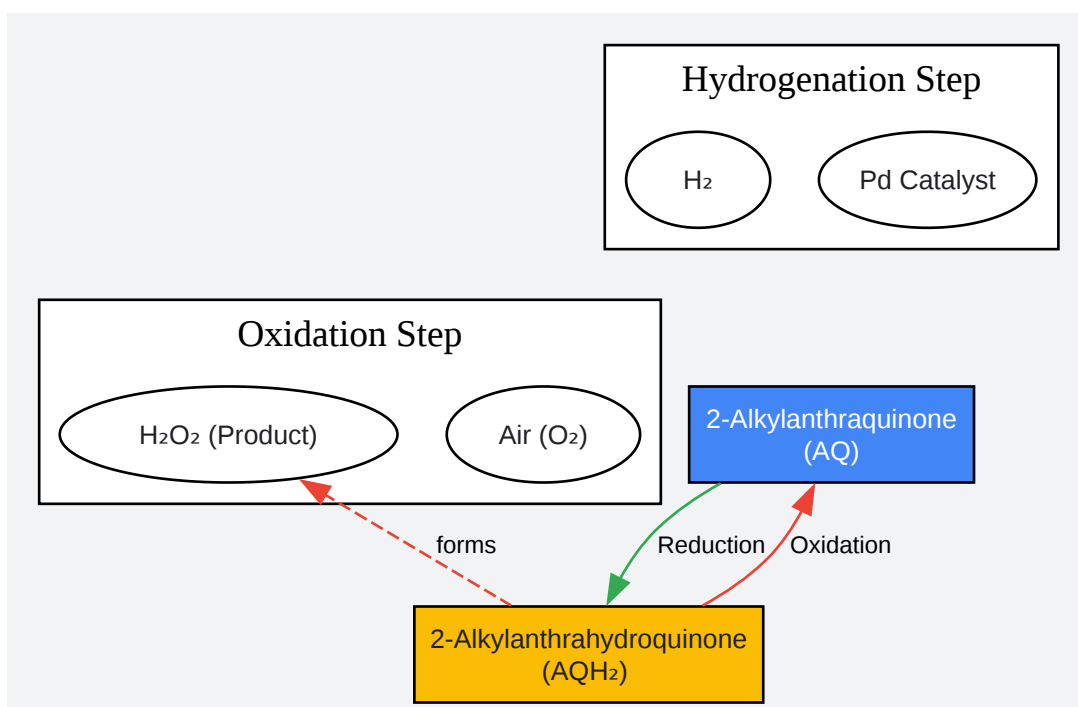 Hydrogenation Step
H₂
Pd Catalyst
Oxidation Step
H₂O₂ (Product)
Air (O₂)
2-Alkylanthraquinone
(AQ)
forms
Reduction
Oxidation
2-Alkylanthrahydroquinone
(AQH₂)